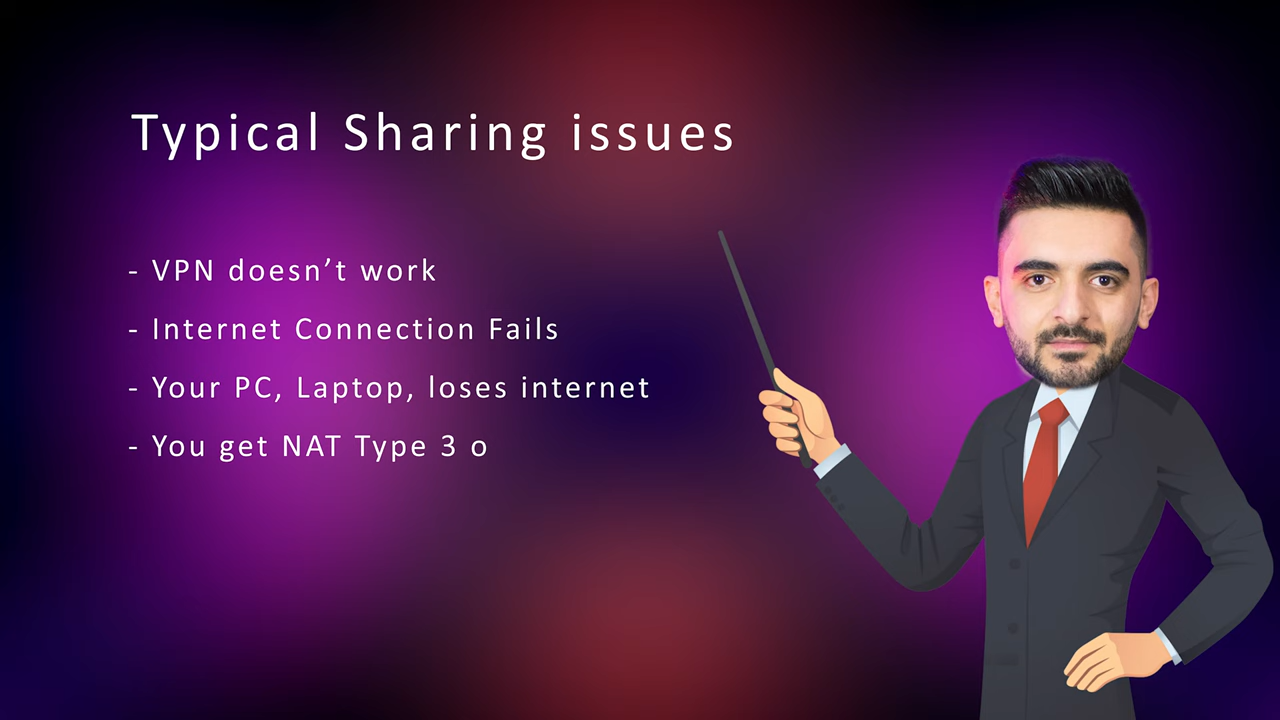 Typical Sharing issues
- VPN doesn’t work
- Internet Connection Fails
- Your PC, Laptop, loses internet
- You get NAT Type 3 o